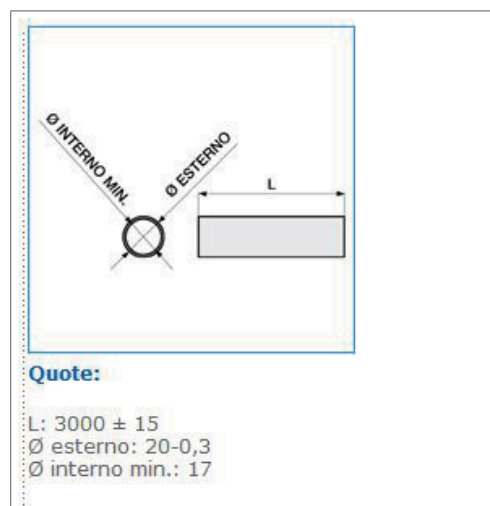 Ø INTERNO MIN.
Ø ESTERNO
L
Quote:
L: 3000 ± 15
Ø esterno: 20-0,3
Ø interno min.: 17